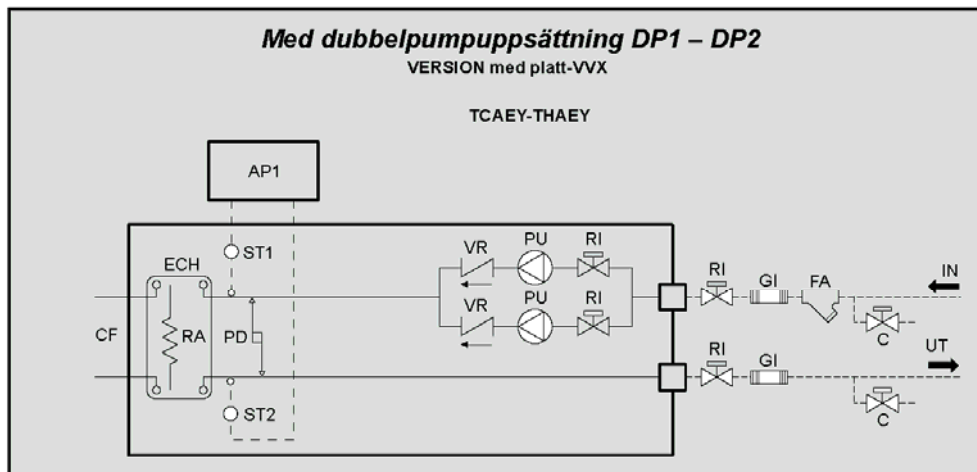 Med dubbelpumpuppsättning DP1 – DP2
VERSION med platt-VVX
TCAEY-THAEY
AP1
ST1
VR
PU
RI
ECH
RI
GI
FA
IN
CF
RA
PD
VR
PU
RI
C
RI
GI
UT
ST2
C